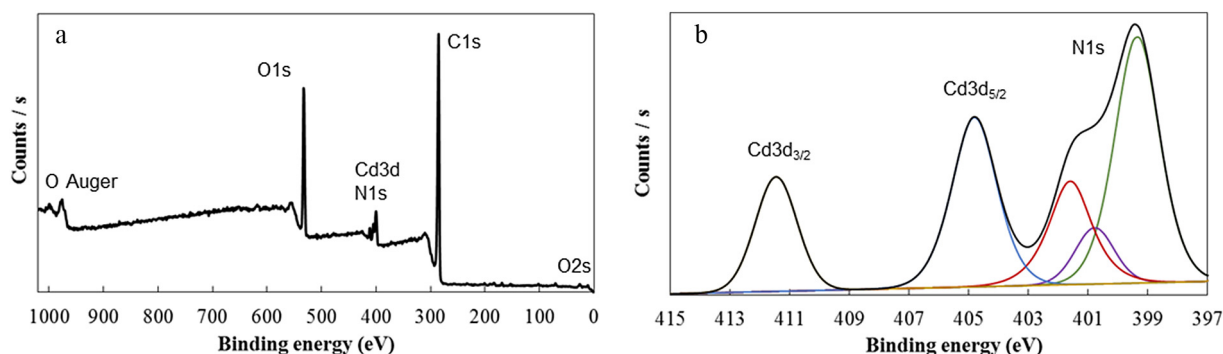 a
C1s
O1s
Cd3d
N1s
O Auger
O2s
Counts / s
1000 900 800 700 600 500 400 300 200 100 0
Binding energy (eV)
b
N1s
Cd3d5/2
Cd3d3/2
Counts / s
415 413 411 409 407 405 403 401 399 397
Binding energy (eV)